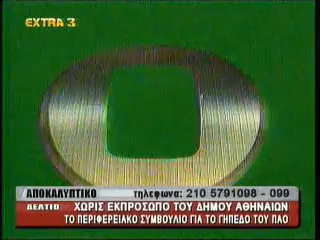 EXTRA 3
ΑΠΟΚΑΛΥΠΤΙΚΟ
τηλεφωνα: 210 5791098 - 099
ΔΕΛΤΙΟ
ΧΩΡΙΣ ΕΚΠΡΟΣΩΠΟ ΤΟΥ ΔΗΜΟΥ ΑΘΗΝΑΙΩΝ
ΤΟ ΠΕΡΙΦΕΡΕΙΑΚΟ ΣΥΜΒΟΥΛΙΟ ΓΙΑ ΤΟ ΓΗΠΕΔΟ ΤΟΥ ΠΑΟ